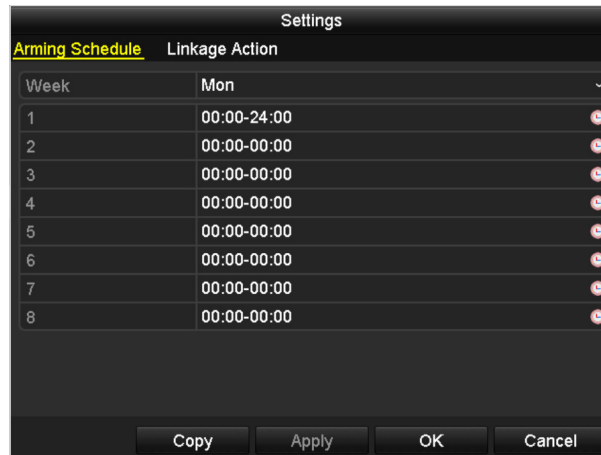 Settings
Arming Schedule Linkage Action
Week Mon
1 00:00-24:00
2 00:00-00:00
3 00:00-00:00
4 00:00-00:00
5 00:00-00:00
6 00:00-00:00
7 00:00-00:00
8 00:00-00:00
Copy Apply OK Cancel